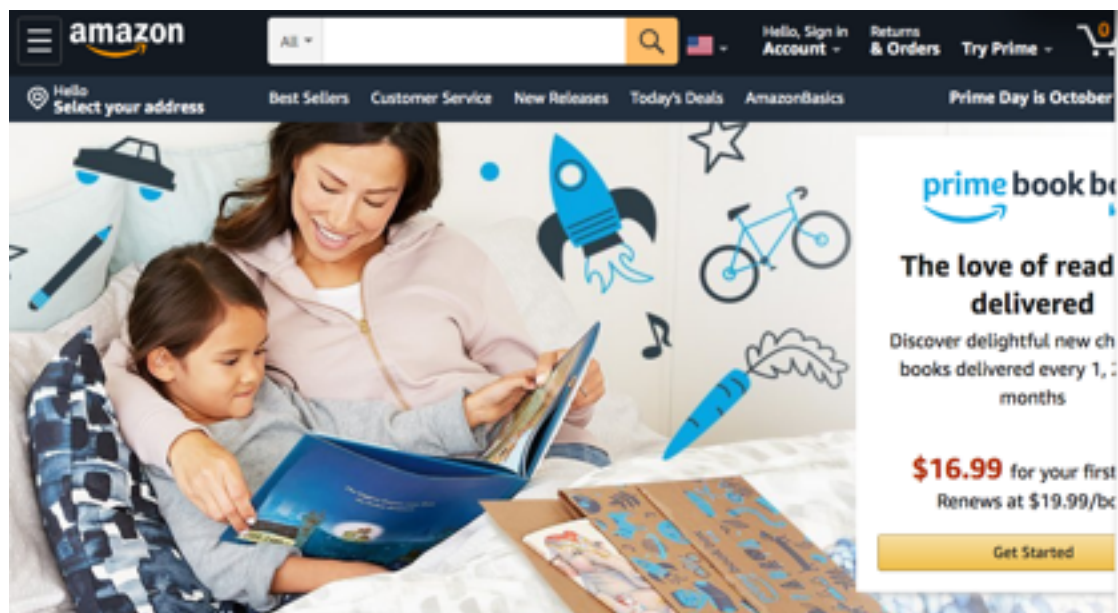 amazon
All
Hello, Sign in
Account
Returns
& Orders
Try Prime
0
Hello
Select your address
Best Sellers
Customer Service
New Releases
Today's Deals
AmazonBasics
Prime Day is October
prime book b
The love of read
delivered
Discover delightful new ch
books delivered every 1,
months
$16.99 for your first
Renews at $19.99/bo
Get Started